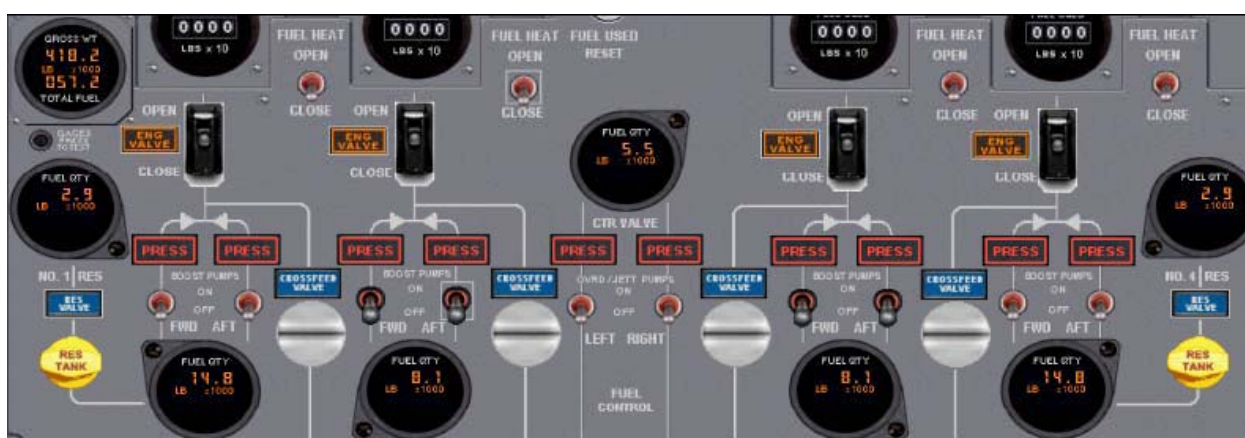 GROSS WT
418.2
LB x1000
057.2
TOTAL FUEL
GAGES
PRESS
TO TEST
0000
LBS x 10
FUEL HEAT
OPEN
CLOSE
0000
LBS x 10
FUEL HEAT
OPEN
CLOSE
FUEL USED
RESET
0000
LBS x 10
FUEL HEAT
OPEN
CLOSE
FUEL USED
0000
LBS x 10
FUEL HEAT
OPEN
CLOSE
OPEN
ENG
VALVE
CLOSE
OPEN
ENG
VALVE
CLOSE
FUEL QTY
5.5
LB x1000
CTR VALVE
OPEN
ENG
VALVE
CLOSE
OPEN
ENG
VALVE
CLOSE
FUEL QTY
2.9
LB x1000
FUEL QTY
2.9
LB x1000
PRESS PRESS
PRESS PRESS
PRESS PRESS
PRESS PRESS
PRESS PRESS
NO. 1 RES
RES
VALVE
RES
TANK
BOOST PUMPS
ON
OFF
FWD AFT
CROSSFEED
VALVE
BOOST PUMPS
ON
OFF
FWD AFT
CROSSFEED
VALVE
OVRD/JETT PUMPS
ON
OFF
LEFT RIGHT
CROSSFEED
VALVE
BOOST PUMPS
ON
OFF
FWD AFT
CROSSFEED
VALVE
BOOST PUMPS
ON
OFF
FWD AFT
NO. 4 RES
RES
VALVE
RES
TANK
FUEL QTY
14.8
LB x1000
FUEL QTY
8.1
LB x1000
FUEL
CONTROL
FUEL QTY
8.1
LB x1000
FUEL QTY
14.8
LB x1000